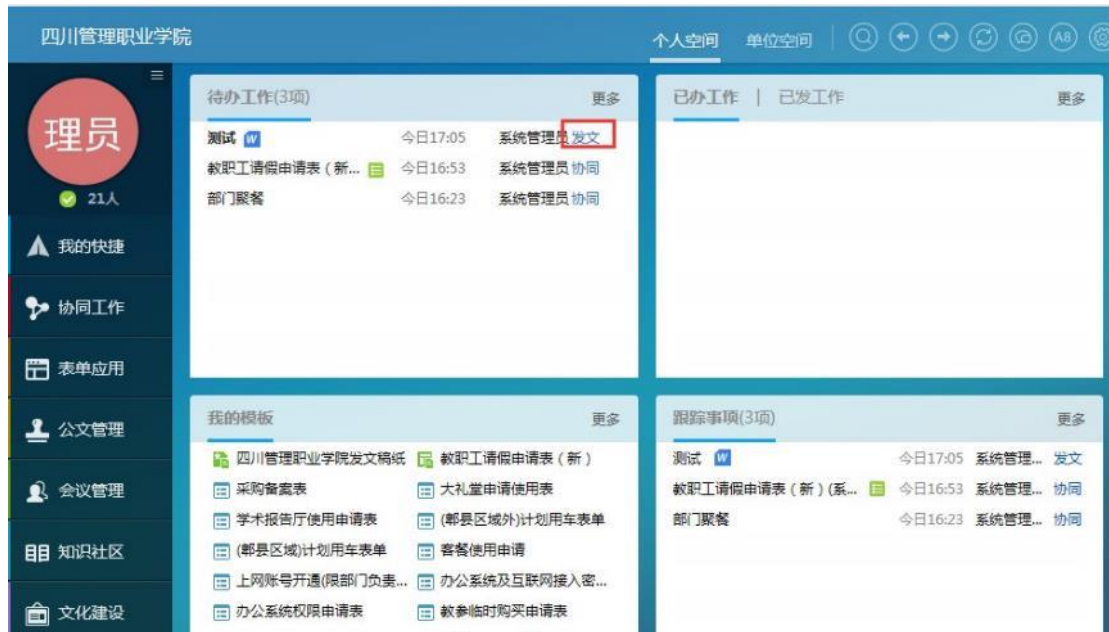 四川管理职业学院
个人空间 单位空间 A8
理员
21人
我的快捷
协同工作
表单应用
公文管理
会议管理
知识社区
文化建设
待办工作(3项) 更多
测试 W 今日17:05 系统管理员 发文
教职工请假申请表（新... 今日16:53 系统管理员 协同
部门聚餐 今日16:23 系统管理员 协同
已办工作 | 已发工作 更多
我的模板 更多
四川管理职业学院发文稿纸 教职工请假申请表（新）
采购备案表 大礼堂申请使用表
学术报告厅使用申请表 (郫县区域外)计划用车表单
(郫县区域)计划用车表单 客餐使用申请
上网账号开通(限部门负责... 办公系统及互联网接入密...
办公系统权限申请表 教参临时购买申请表
跟踪事项(3项) 更多
测试 W 今日17:05 系统管理... 发文
教职工请假申请表（新）(系... 今日16:53 系统管理... 协同
部门聚餐 今日16:23 系统管理... 协同